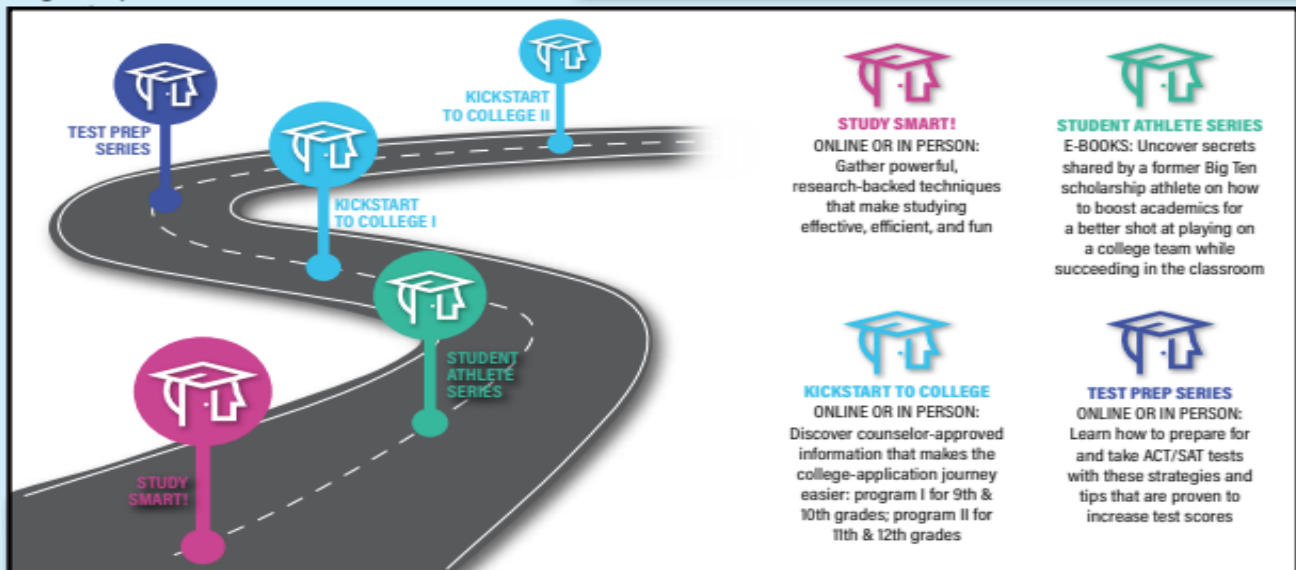 TEST PREP
SERIES
KICKSTART
TO COLLEGE II
KICKSTART
TO COLLEGE I
STUDENT
ATHLETE
SERIES
STUDY
SMART!
STUDY SMART!
ONLINE OR IN PERSON:
Gather powerful,
research-backed techniques
that make studying
effective, efficient, and fun
STUDENT ATHLETE SERIES
E-BOOKS: Uncover secrets
shared by a former Big Ten
scholarship athlete on how
to boost academics for
a better shot at playing on
a college team while
succeeding in the classroom
KICKSTART TO COLLEGE
ONLINE OR IN PERSON:
Discover counselor-approved
information that makes the
college-application journey
easier: program I for 9th &
10th grades; program II for
11th & 12th grades
TEST PREP SERIES
ONLINE OR IN PERSON:
Learn how to prepare for
and take ACT/SAT tests
with these strategies and
tips that are proven to
increase test scores